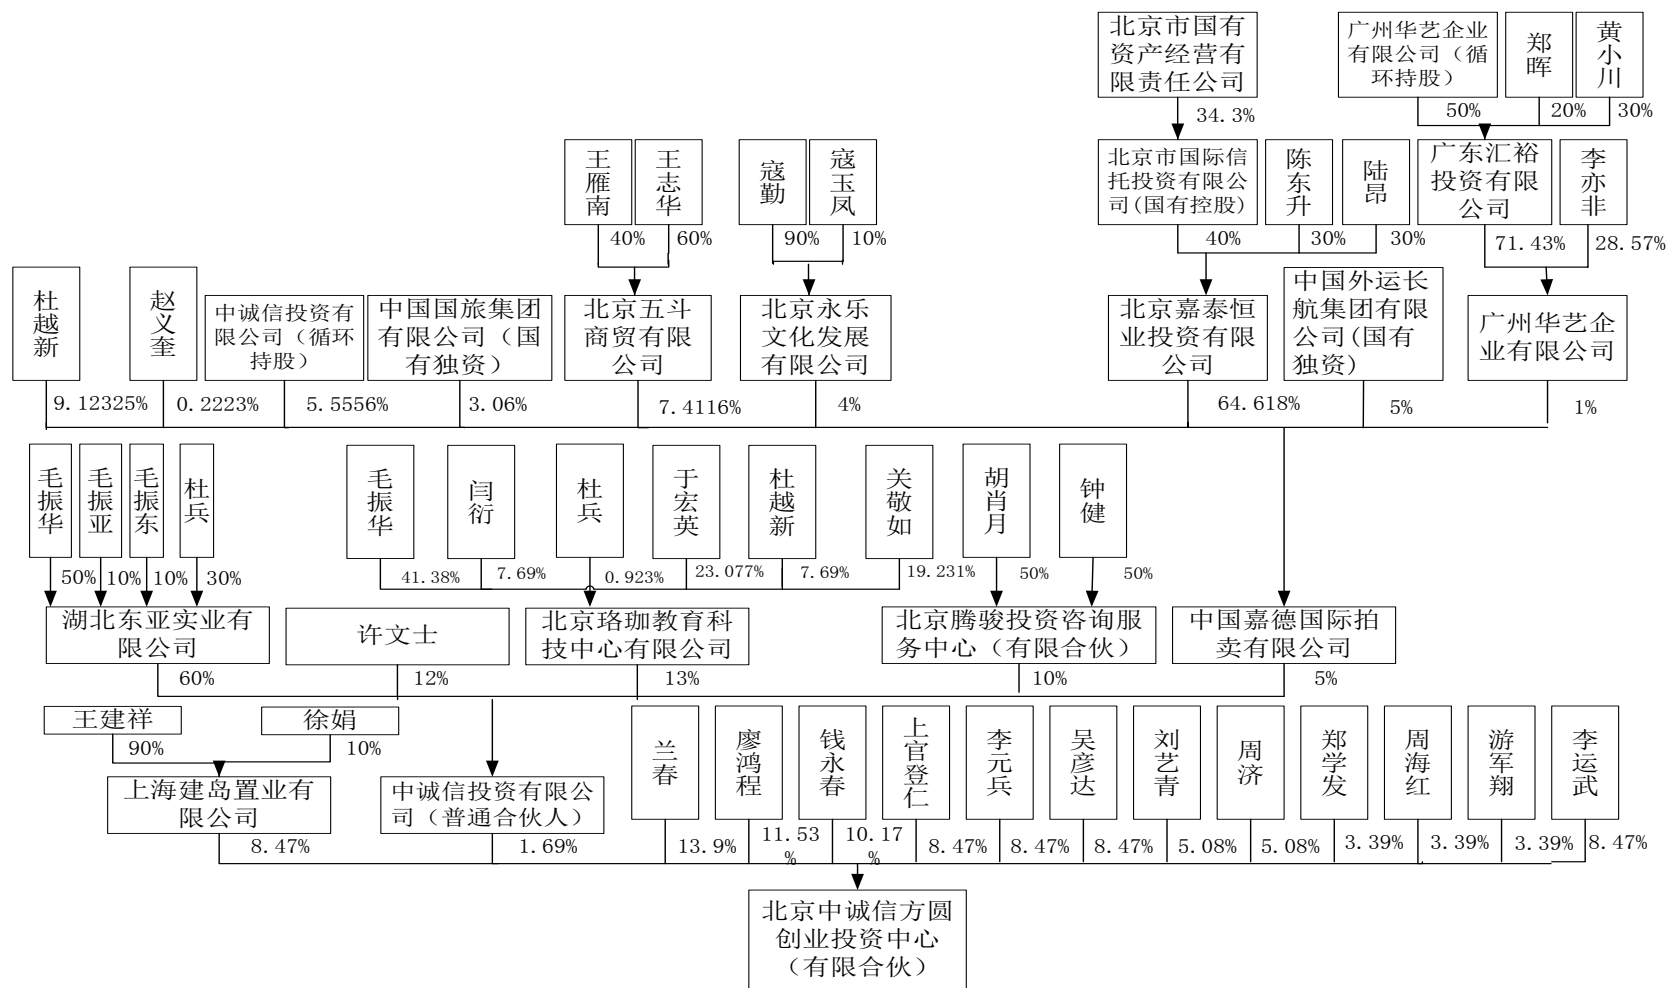 北京市国有
资产经营有
限责任公司
广州华艺企业
有限公司（循
环持股）
郑晖
黄小川
34.3%
50%
20%
30%
王雁南
王志华
寇勤
寇玉凤
北京市国际信
托投资有限公
司(国有控股)
陈东升
陆昂
广东汇裕
投资有限
公司
李亦非
40%
60%
90%
10%
40%
30%
30%
71.43%
28.57%
杜越新
赵义奎
中诚信投资有
限公司（循环
持股）
中国国旅集团
有限公司（国
有独资）
北京五斗
商贸有限
公司
北京永乐
文化发展
有限公司
北京嘉泰恒
业投资有限
公司
中国外运长
航集团有限
公司(国有
独资)
广州华艺企
业有限公司
9.12325%
0.2223%
5.5556%
3.06%
7.4116%
4%
64.618%
5%
1%
毛振华
毛振亚
毛振东
杜兵
毛振华
闫衍
杜兵
于宏英
杜越新
关敬如
胡肖月
钟健
50%
10%
10%
30%
41.38%
7.69%
0.923%
23.077%
7.69%
19.231%
50%
50%
湖北东亚实业有
限公司
许文士
北京珞珈教育科
技中心有限公司
北京腾骏投资咨询服
务中心（有限合伙）
中国嘉德国际拍
卖有限公司
60%
12%
13%
10%
5%
王建祥
徐娟
90%
10%
兰春
廖鸿程
钱永春
上官登仁
李元兵
吴彦达
刘艺青
周济
郑学发
周海红
游军翔
李运武
上海建岛置业有
限公司
中诚信投资有限公
司（普通合伙人）
8.47%
1.69%
13.9%
11.53
%
10.17
%
8.47%
8.47%
8.47%
5.08%
5.08%
3.39%
3.39%
3.39%
8.47%
北京中诚信方圆
创业投资中心
（有限合伙）